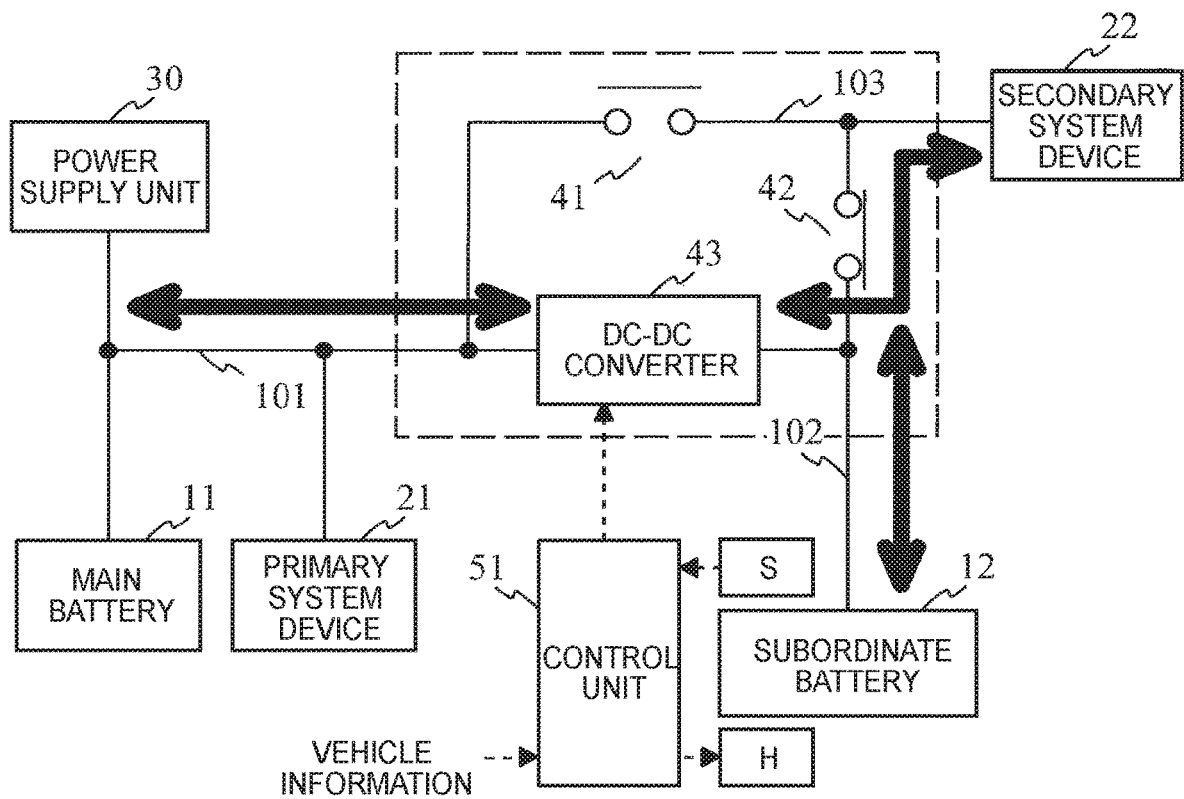 22
30
103
SECONDARY
SYSTEM
DEVICE
POWER
SUPPLY UNIT
41
42
43
DC-DC
CONVERTER
101
102
11
21
MAIN
BATTERY
PRIMARY
SYSTEM
DEVICE
51
S
12
CONTROL
UNIT
SUBORDINATE
BATTERY
VEHICLE
INFORMATION
H